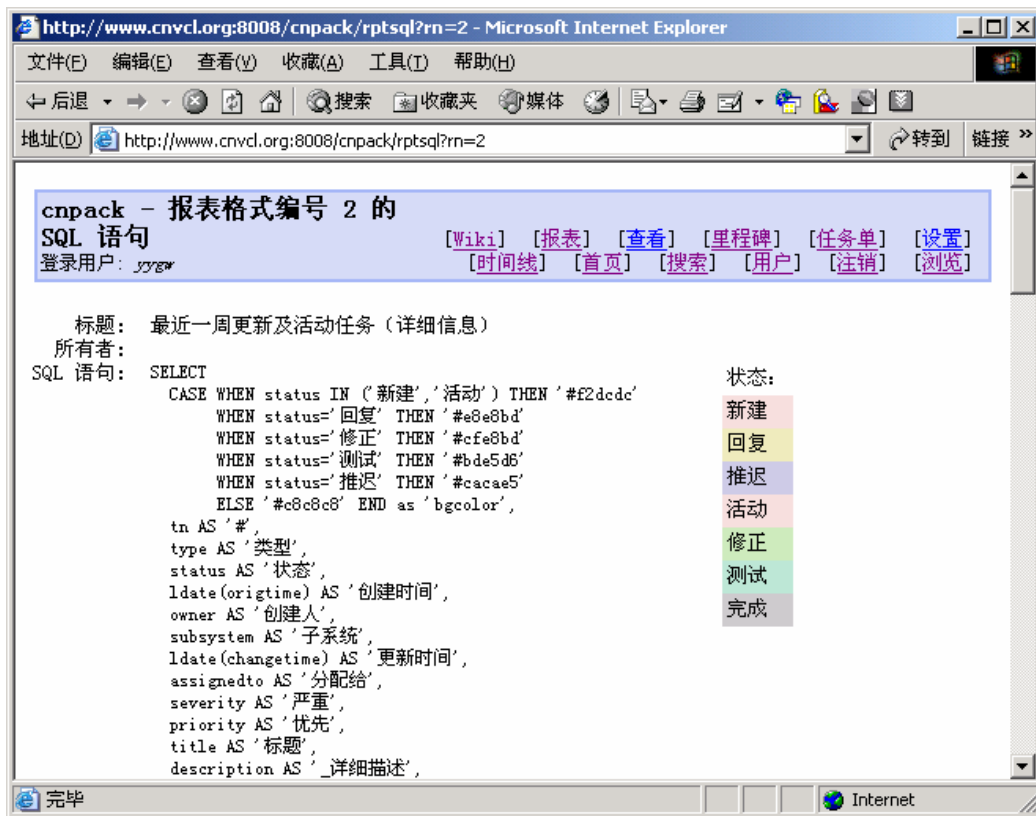 http://www.cnvcl.org:8008/cnpack/rptsql?rn=2 - Microsoft Internet Explorer
文件(F) 编辑(E) 查看(V) 收藏(A) 工具(T) 帮助(H)
后退 搜索 收藏夹 媒体
地址(D) http://www.cnvcl.org:8008/cnpack/rptsql?rn=2 转到 链接 »
cnpack - 报表格式编号 2 的
SQL 语句
登录用户: yygw
[Wiki] [报表] [查看] [里程碑] [任务单] [设置]
[时间线] [首页] [搜索] [用户] [注销] [浏览]
标题: 最近一周更新及活动任务（详细信息）
所有者:
SQL 语句: SELECT
CASE WHEN status IN ('新建','活动') THEN '#f2dcdc'
WHEN status='回复' THEN '#e8e8bd'
WHEN status='修正' THEN '#cfe8bd'
WHEN status='测试' THEN '#bde5d6'
WHEN status='推迟' THEN '#cacae5'
ELSE '#c8c8c8' END as 'bgcolor',
tn AS '#',
type AS '类型',
status AS '状态',
ldate(origtime) AS '创建时间',
owner AS '创建人',
subsystem AS '子系统',
ldate(changetime) AS '更新时间',
assignedto AS '分配给',
severity AS '严重',
priority AS '优先',
title AS '标题',
description AS '_详细描述',
状态:
新建
回复
推迟
活动
修正
测试
完成
完毕 Internet